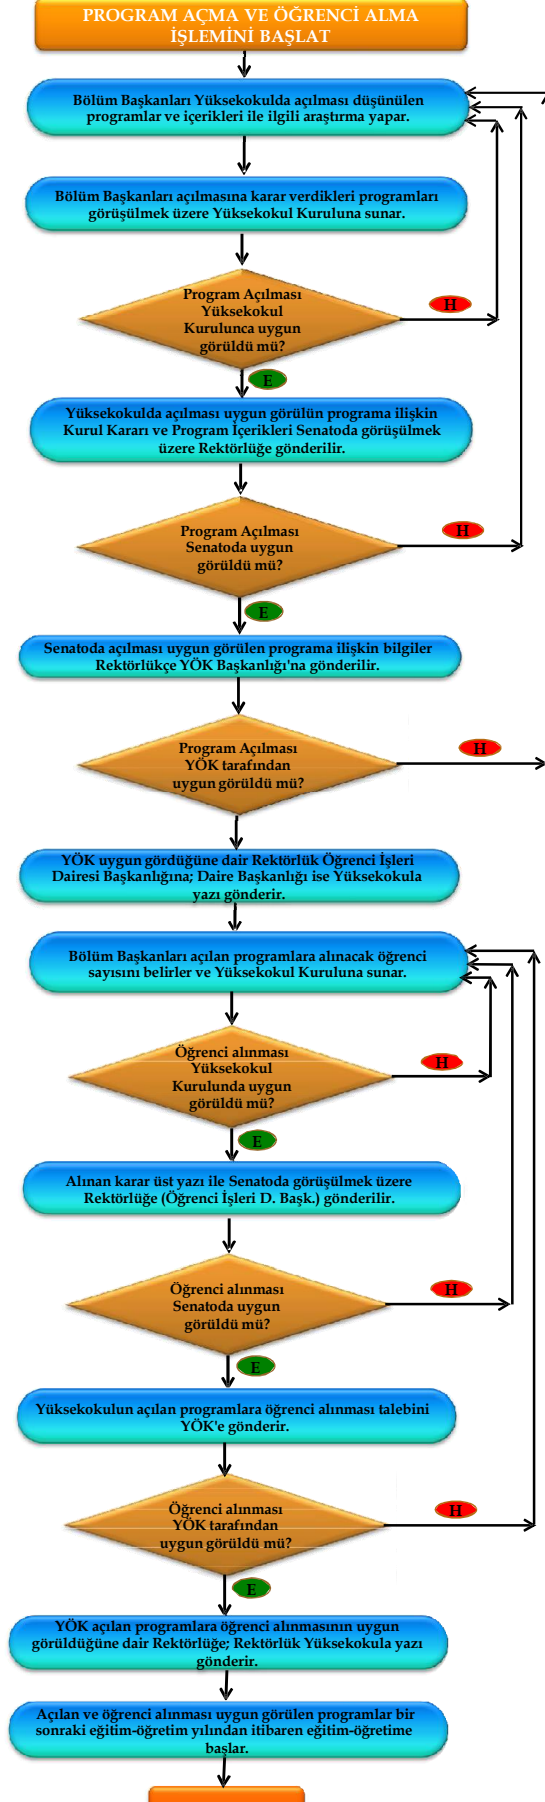 PROGRAM AÇMA VE ÖĞRENCİ ALMA
İŞLEMİNİ BAŞLAT
Bölüm Başkanları Yüksekokulda açılması düşünülen
programlar ve içerikleri ile ilgili araştırma yapar.
Bölüm Başkanları açılmasına karar verdikleri programları
görüşülmek üzere Yüksekokul Kuruluna sunar.
Program Açılması
Yüksekokul
Kurulunca uygun
görüldü mü?
H
E
Yüksekokulda açılması uygun görülün programa ilişkin
Kurul Kararı ve Program İçerikleri Senatoda görüşülmek
üzere Rektörlüğe gönderilir.
Program Açılması
Senatoda uygun
görüldü mü?
H
E
Senatoda açılması uygun görülen programa ilişkin bilgiler
Rektörlükçe YÖK Başkanlığı'na gönderilir.
Program Açılması
YÖK tarafından
uygun görüldü mü?
H
YÖK uygun gördüğüne dair Rektörlük Öğrenci İşleri
Dairesi Başkanlığına; Daire Başkanlığı ise Yüksekokula
yazı gönderir.
Bölüm Başkanları açılan programlara alınacak öğrenci
sayısını belirler ve Yüksekokul Kuruluna sunar.
Öğrenci alınması
Yüksekokul
Kurulunda uygun
görüldü mü?
H
E
Alınan karar üst yazı ile Senatoda görüşülmek üzere
Rektörlüğe (Öğrenci İşleri D. Başk.) gönderilir.
Öğrenci alınması
Senatoda uygun
görüldü mü?
H
E
Yüksekokulun açılan programlara öğrenci alınması talebini
YÖK'e gönderir.
Öğrenci alınması
YÖK tarafından
uygun görüldü mü?
H
E
YÖK açılan programlara öğrenci alınmasının uygun
görüldüğüne dair Rektörlüğe; Rektörlük Yüksekokula yazı
gönderir.
Açılan ve öğrenci alınması uygun görülen programlar bir
sonraki eğitim-öğretim yılından itibaren eğitim-öğretime
başlar.